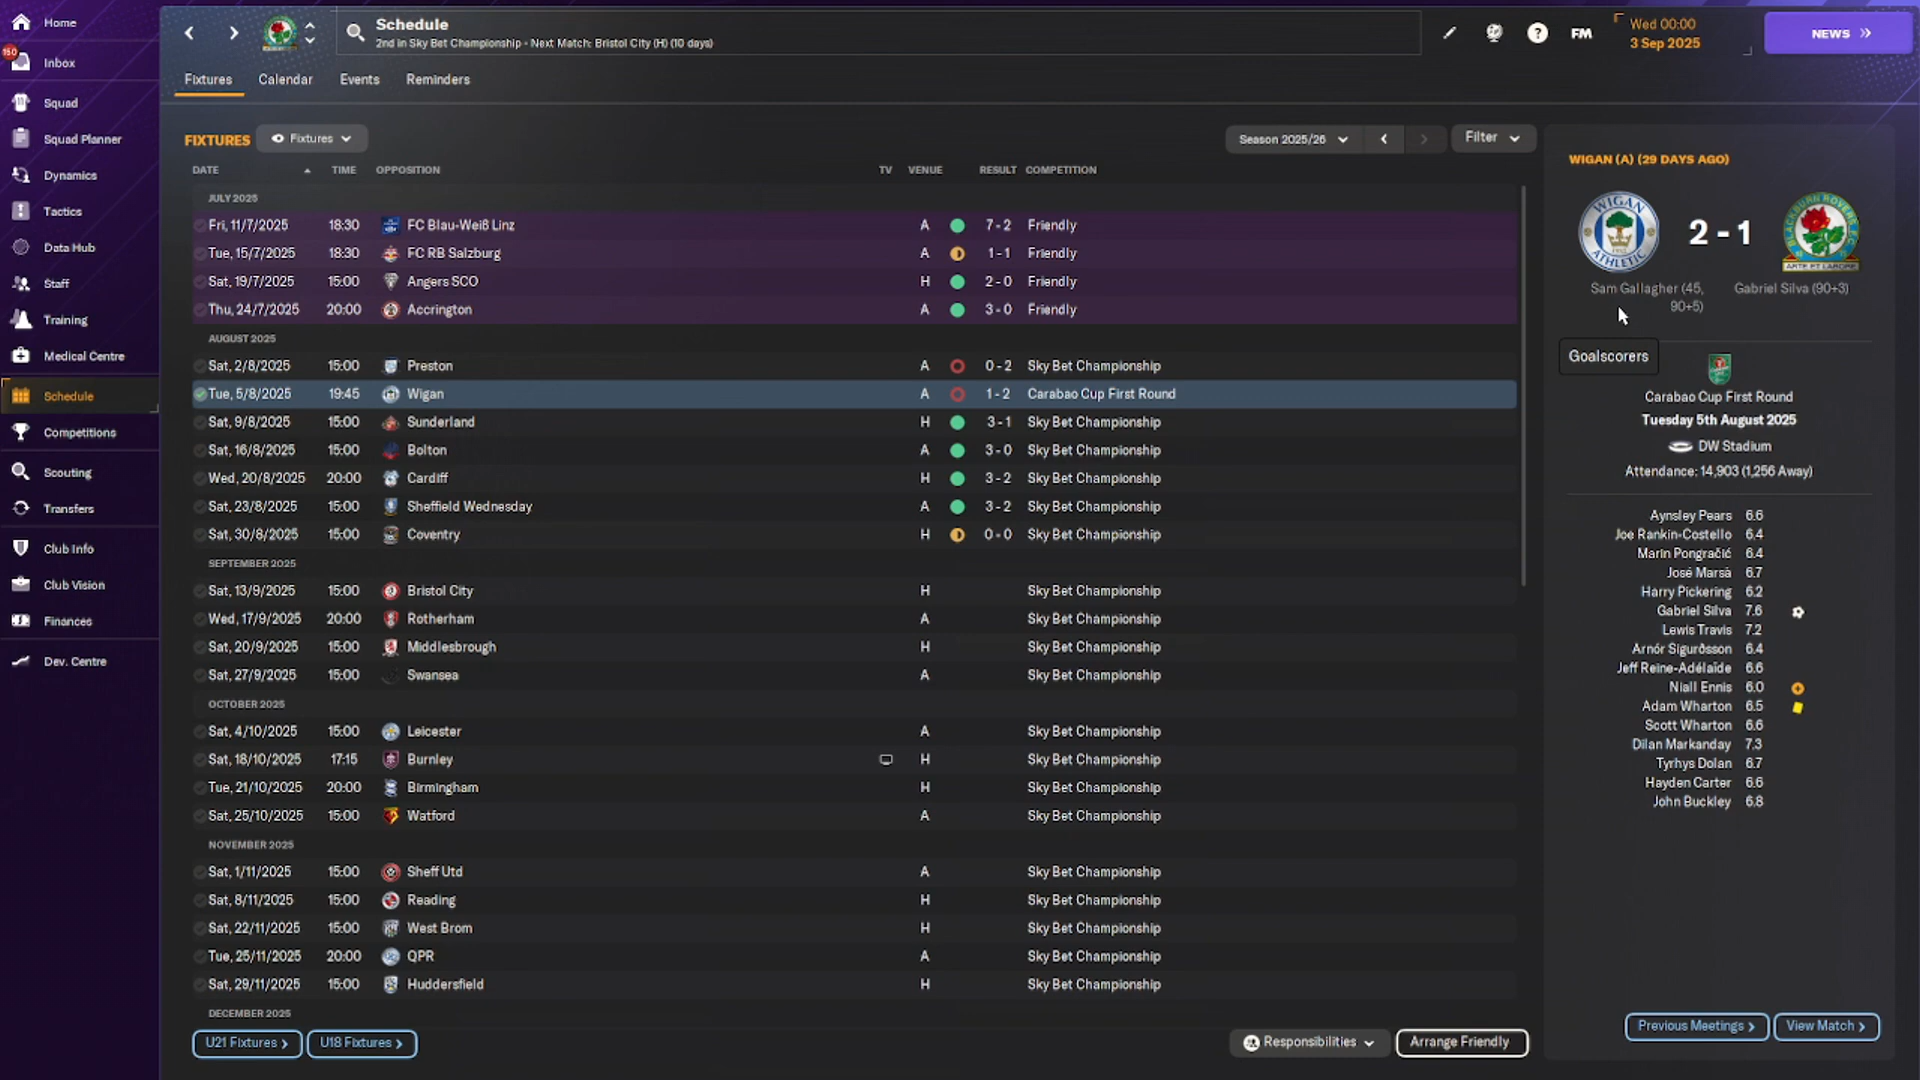 Home
150
Inbox
Squad
Squad Planner
Dynamics
Tactics
Data Hub
Staff
Training
Medical Centre
Schedule
Competitions
Scouting
Transfers
Club Info
Club Vision
Finances
Dev. Centre
Schedule
2nd in Sky Bet Championship - Next Match: Bristol City (H) (10 days)
?
FM
Wed 00:00
3 Sep 2025
NEWS
Fixtures Calendar Events Reminders
FIXTURES Fixtures
Season 2025/26 Filter
DATE TIME OPPOSITION TV VENUE RESULT COMPETITION
JULY 2025
Fri, 11/7/2025 18:30 FC Blau-Weiß Linz A 7 - 2 Friendly
Tue, 15/7/2025 18:30 FC RB Salzburg A 1 - 1 Friendly
Sat, 19/7/2025 15:00 Angers SCO H 2 - 0 Friendly
Thu, 24/7/2025 20:00 Accrington A 3 - 0 Friendly
AUGUST 2025
Sat, 2/8/2025 15:00 Preston A 0 - 2 Sky Bet Championship
Tue, 5/8/2025 19:45 Wigan A 1 - 2 Carabao Cup First Round
Sat, 9/8/2025 15:00 Sunderland H 3 - 1 Sky Bet Championship
Sat, 16/8/2025 15:00 Bolton A 3 - 0 Sky Bet Championship
Wed, 20/8/2025 20:00 Cardiff H 3 - 2 Sky Bet Championship
Sat, 23/8/2025 15:00 Sheffield Wednesday A 3 - 2 Sky Bet Championship
Sat, 30/8/2025 15:00 Coventry H 0 - 0 Sky Bet Championship
SEPTEMBER 2025
Sat, 13/9/2025 15:00 Bristol City H Sky Bet Championship
Wed, 17/9/2025 20:00 Rotherham A Sky Bet Championship
Sat, 20/9/2025 15:00 Middlesbrough H Sky Bet Championship
Sat, 27/9/2025 15:00 Swansea A Sky Bet Championship
OCTOBER 2025
Sat, 4/10/2025 15:00 Leicester A Sky Bet Championship
Sat, 18/10/2025 17:15 Burnley H Sky Bet Championship
Tue, 21/10/2025 20:00 Birmingham H Sky Bet Championship
Sat, 25/10/2025 15:00 Watford A Sky Bet Championship
NOVEMBER 2025
Sat, 1/11/2025 15:00 Sheff Utd A Sky Bet Championship
Sat, 8/11/2025 15:00 Reading H Sky Bet Championship
Sat, 22/11/2025 15:00 West Brom H Sky Bet Championship
Tue, 25/11/2025 20:00 QPR A Sky Bet Championship
Sat, 29/11/2025 15:00 Huddersfield H Sky Bet Championship
DECEMBER 2025
U21 Fixtures U18 Fixtures
Responsibilities Arrange Friendly
WIGAN (A) (29 DAYS AGO)
WIGAN ATHLETIC
2 - 1
BLACKBURN ROVERS F.C.
ARTE ET LABORE
Sam Gallagher (45,
90+5)
Gabriel Silva (90+3)
Goalscorers
Carabao Cup First Round
Tuesday 5th August 2025
DW Stadium
Attendance: 14,903 (1,256 Away)
Aynsley Pears 6.6
Joe Rankin-Costello 6.4
Marin Pongračić 6.4
José Marsà 6.7
Harry Pickering 6.2
Gabriel Silva 7.6
Lewis Travis 7.2
Arnór Sigurðsson 6.4
Jeff Reine-Adélaïde 6.6
Niall Ennis 6.0
Adam Wharton 6.5
Scott Wharton 6.6
Dilan Markanday 7.3
Tyrhys Dolan 6.7
Hayden Carter 6.6
John Buckley 6.8
Previous Meetings View Match